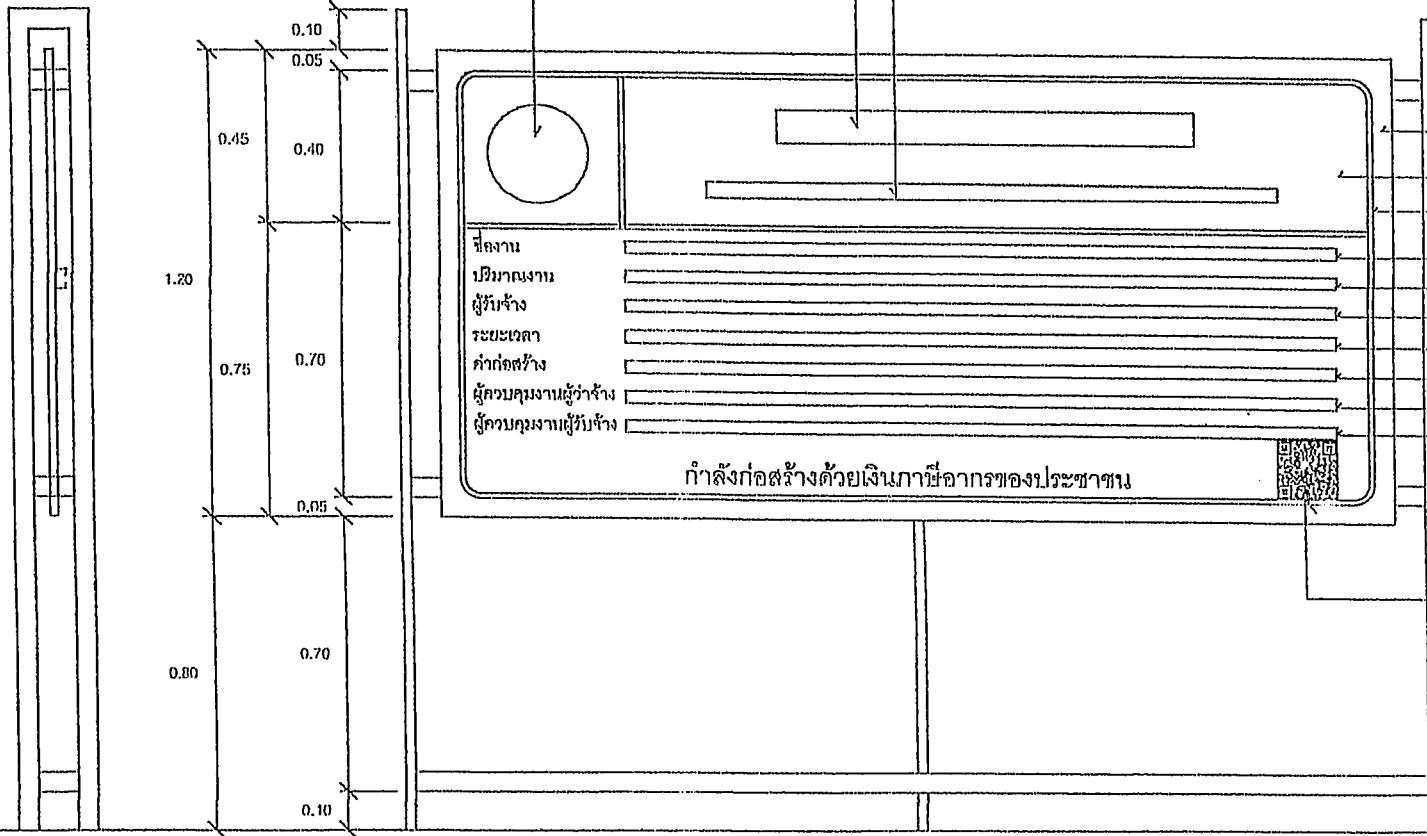 0.10
0.05
0.45
0.40
1.20
0.75
0.70
0.05
0.80
0.70
0.10
ชื่องาน
ปริมาณงาน
ผู้รับจ้าง
ระยะเวลา
ค่าก่อสร้าง
ผู้ควบคุมงานผู้ว่าจ้าง
ผู้ควบคุมงานผู้รับจ้าง
กำลังก่อสร้างด้วยเงินภาษีอากรของประชาชน